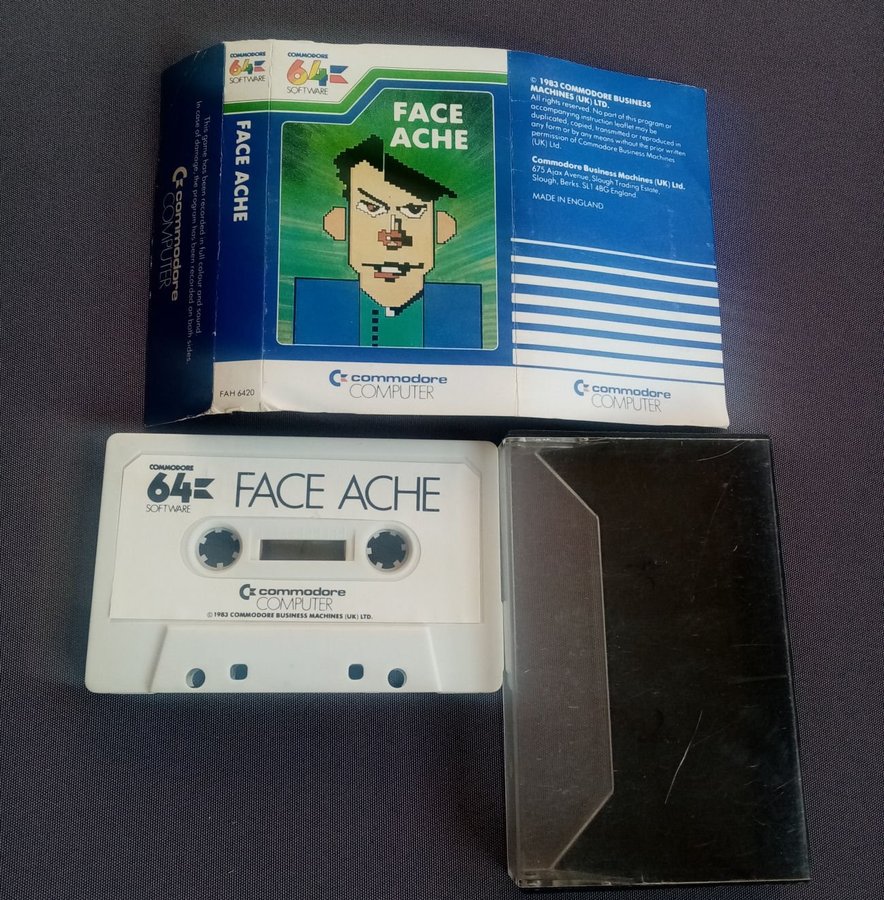 This game has been recorded in full colour and sound.
In case of damage, the program has been recorded on both sides.
commodore
COMPUTER
COMMODORE
64
SOFTWARE
FACE ACHE
FAH 6420
COMMODORE
64
SOFTWARE
FACE
ACHE
commodore
COMPUTER
© 1983 COMMODORE BUSINESS
MACHINES (UK) LTD.
All rights reserved. No part of this program or
accompanying instruction leaflet may be
duplicated, copied, transmitted or reproduced in
any form or by any means without the prior written
permission of Commodore Business Machines
(UK) Ltd.
Commodore Business Machines (UK) Ltd.
675 Ajax Avenue, Slough Trading Estate,
Slough, Berks. SL1 4BG England.
MADE IN ENGLAND
commodore
COMPUTER
COMMODORE
64
SOFTWARE
FACE ACHE
commodore
COMPUTER
© 1983 COMMODORE BUSINESS MACHINES (UK) LTD.